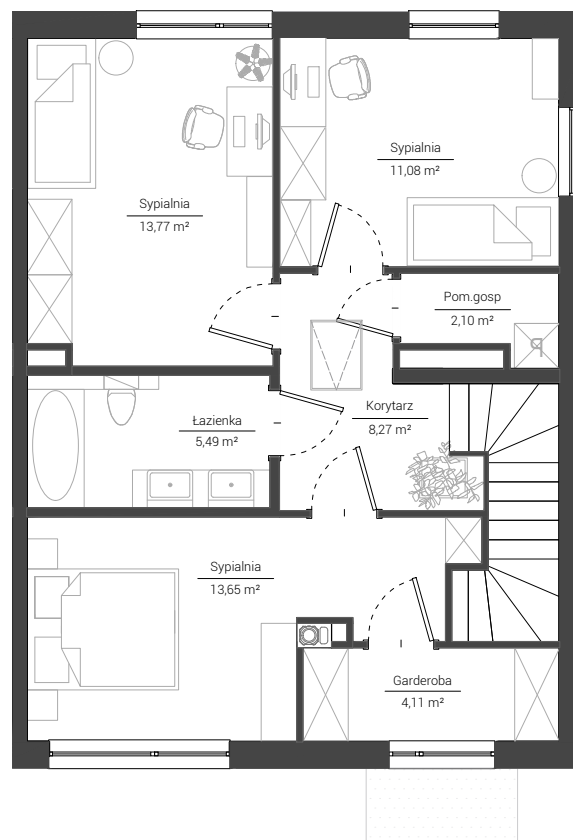 Sypialnia
11,08 m²
Sypialnia
13,77 m²
Pom.gosp
2,10 m²
Korytarz
8,27 m²
Łazienka
5,49 m²
Sypialnia
13,65 m²
Garderoba
4,11 m²